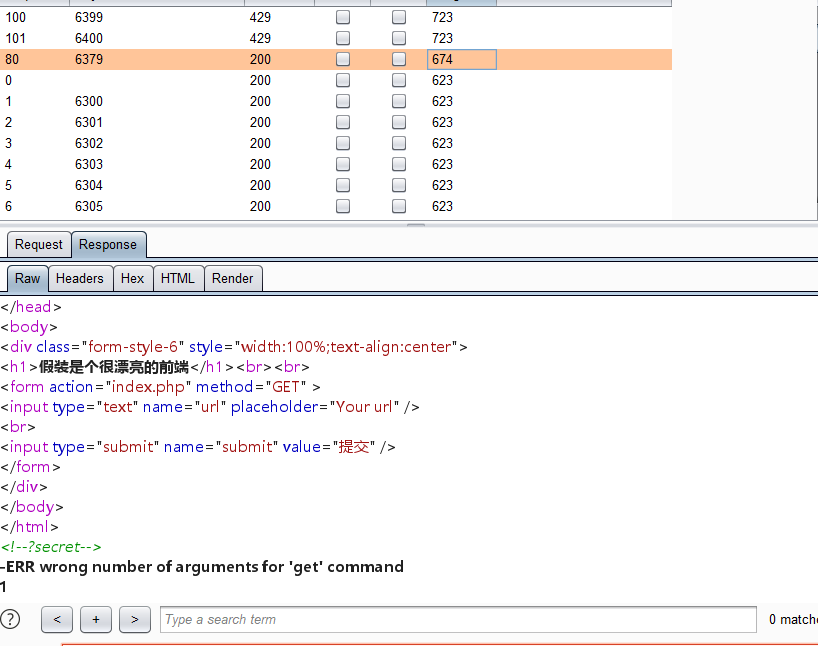 100 6399 429 723
101 6400 429 723
80 6379 200 674
0 200 623
1 6300 200 623
2 6301 200 623
3 6302 200 623
4 6303 200 623
5 6304 200 623
6 6305 200 623
Request Response
Raw Headers Hex HTML Render
</head>
<body>
<div class="form-style-6" style="width:100%;text-align:center">
<h1>假装是个很漂亮的前端</h1><br><br>
<form action="index.php" method="GET" >
<input type="text" name="url" placeholder="Your url" />
<br>
<input type="submit" name="submit" value="提交" />
</form>
</div>
</body>
</html>
<!--?secret-->
-ERR wrong number of arguments for 'get' command
1
? < + > Type a search term 0 matche